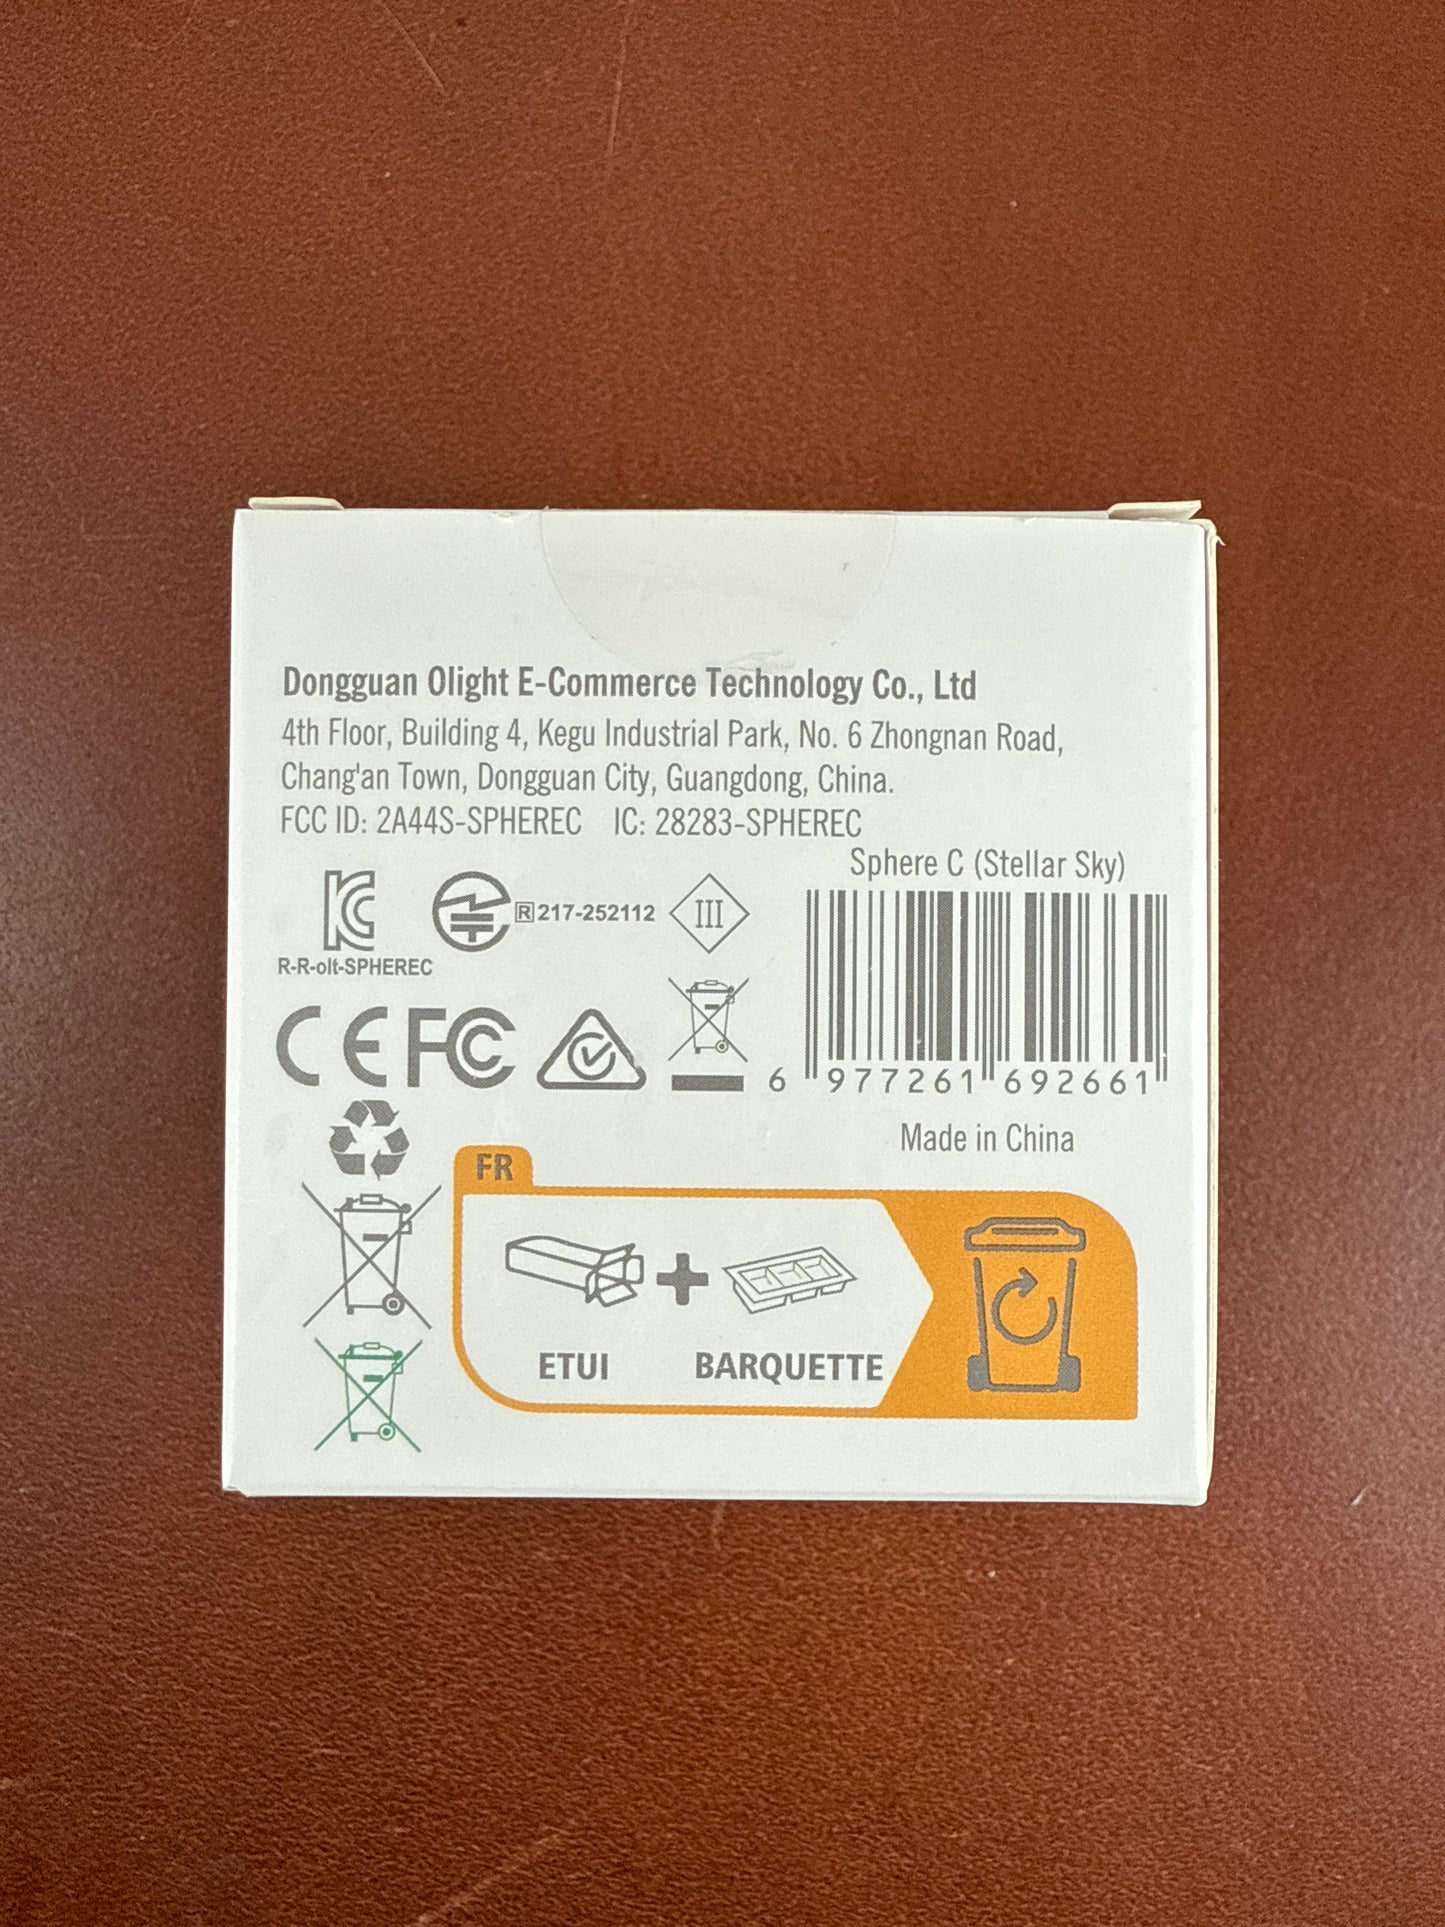 Dongguan Olight E-Commerce Technology Co., Ltd
4th Floor, Building 4, Kegu Industrial Park, No. 6 Zhongnan Road,
Chang'an Town, Dongguan City, Guangdong, China.
FCC ID: 2A44S-SPHEREC IC: 28283-SPHEREC
Sphere C (Stellar Sky)
R 217-252112
III
R-R-olt-SPHEREC
CE FC
6 977261 692661
Made in China
FR
ETUI + BARQUETTE